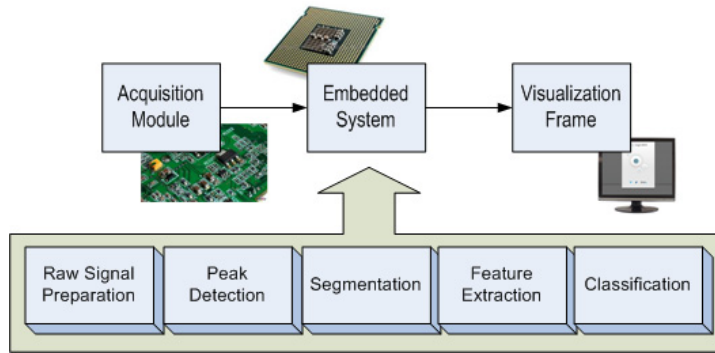 Acquisition
Module
Embedded
System
Visualization
Frame
Raw Signal
Preparation
Peak
Detection
Segmentation
Feature
Extraction
Classification